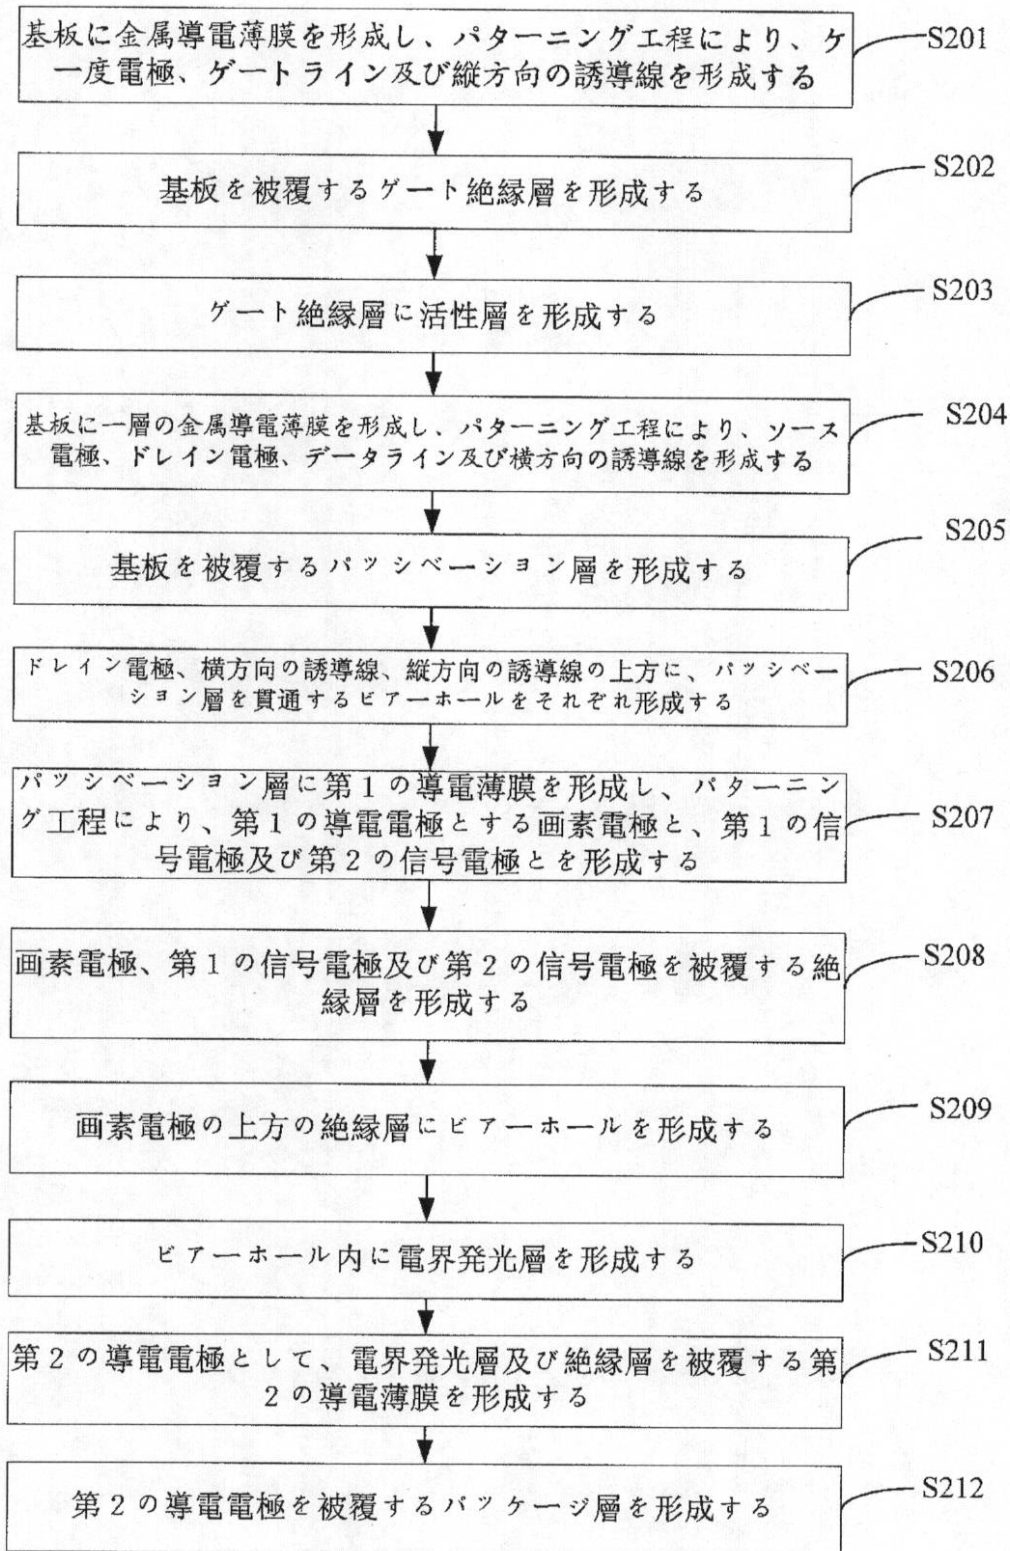 基板に金属導電薄膜を形成し、パターニング工程により、ケ
ー度電極、ゲートライン及び縦方向の誘導線を形成する
S201
基板を被覆するゲート絶縁層を形成する
S202
ゲート絶縁層に活性層を形成する
S203
基板に一層の金属導電薄膜を形成し、パターニング工程により、ソース
電極、ドレイン電極、データライン及び横方向の誘導線を形成する
S204
基板を被覆するパッシベーション層を形成する
S205
ドレイン電極、横方向の誘導線、縦方向の誘導線の上方に、パッシベー
ション層を貫通するビアーホールをそれぞれ形成する
S206
パッシベーション層に第1の導電薄膜を形成し、パターニン
グ工程により、第1の導電電極とする画素電極と、第1の信
号電極及び第2の信号電極とを形成する
S207
画素電極、第1の信号電極及び第2の信号電極を被覆する絶
縁層を形成する
S208
画素電極の上方の絶縁層にビアーホールを形成する
S209
ビアーホール内に電界発光層を形成する
S210
第2の導電電極として、電界発光層及び絶縁層を被覆する第
2の導電薄膜を形成する
S211
第2の導電電極を被覆するパッケージ層を形成する
S212